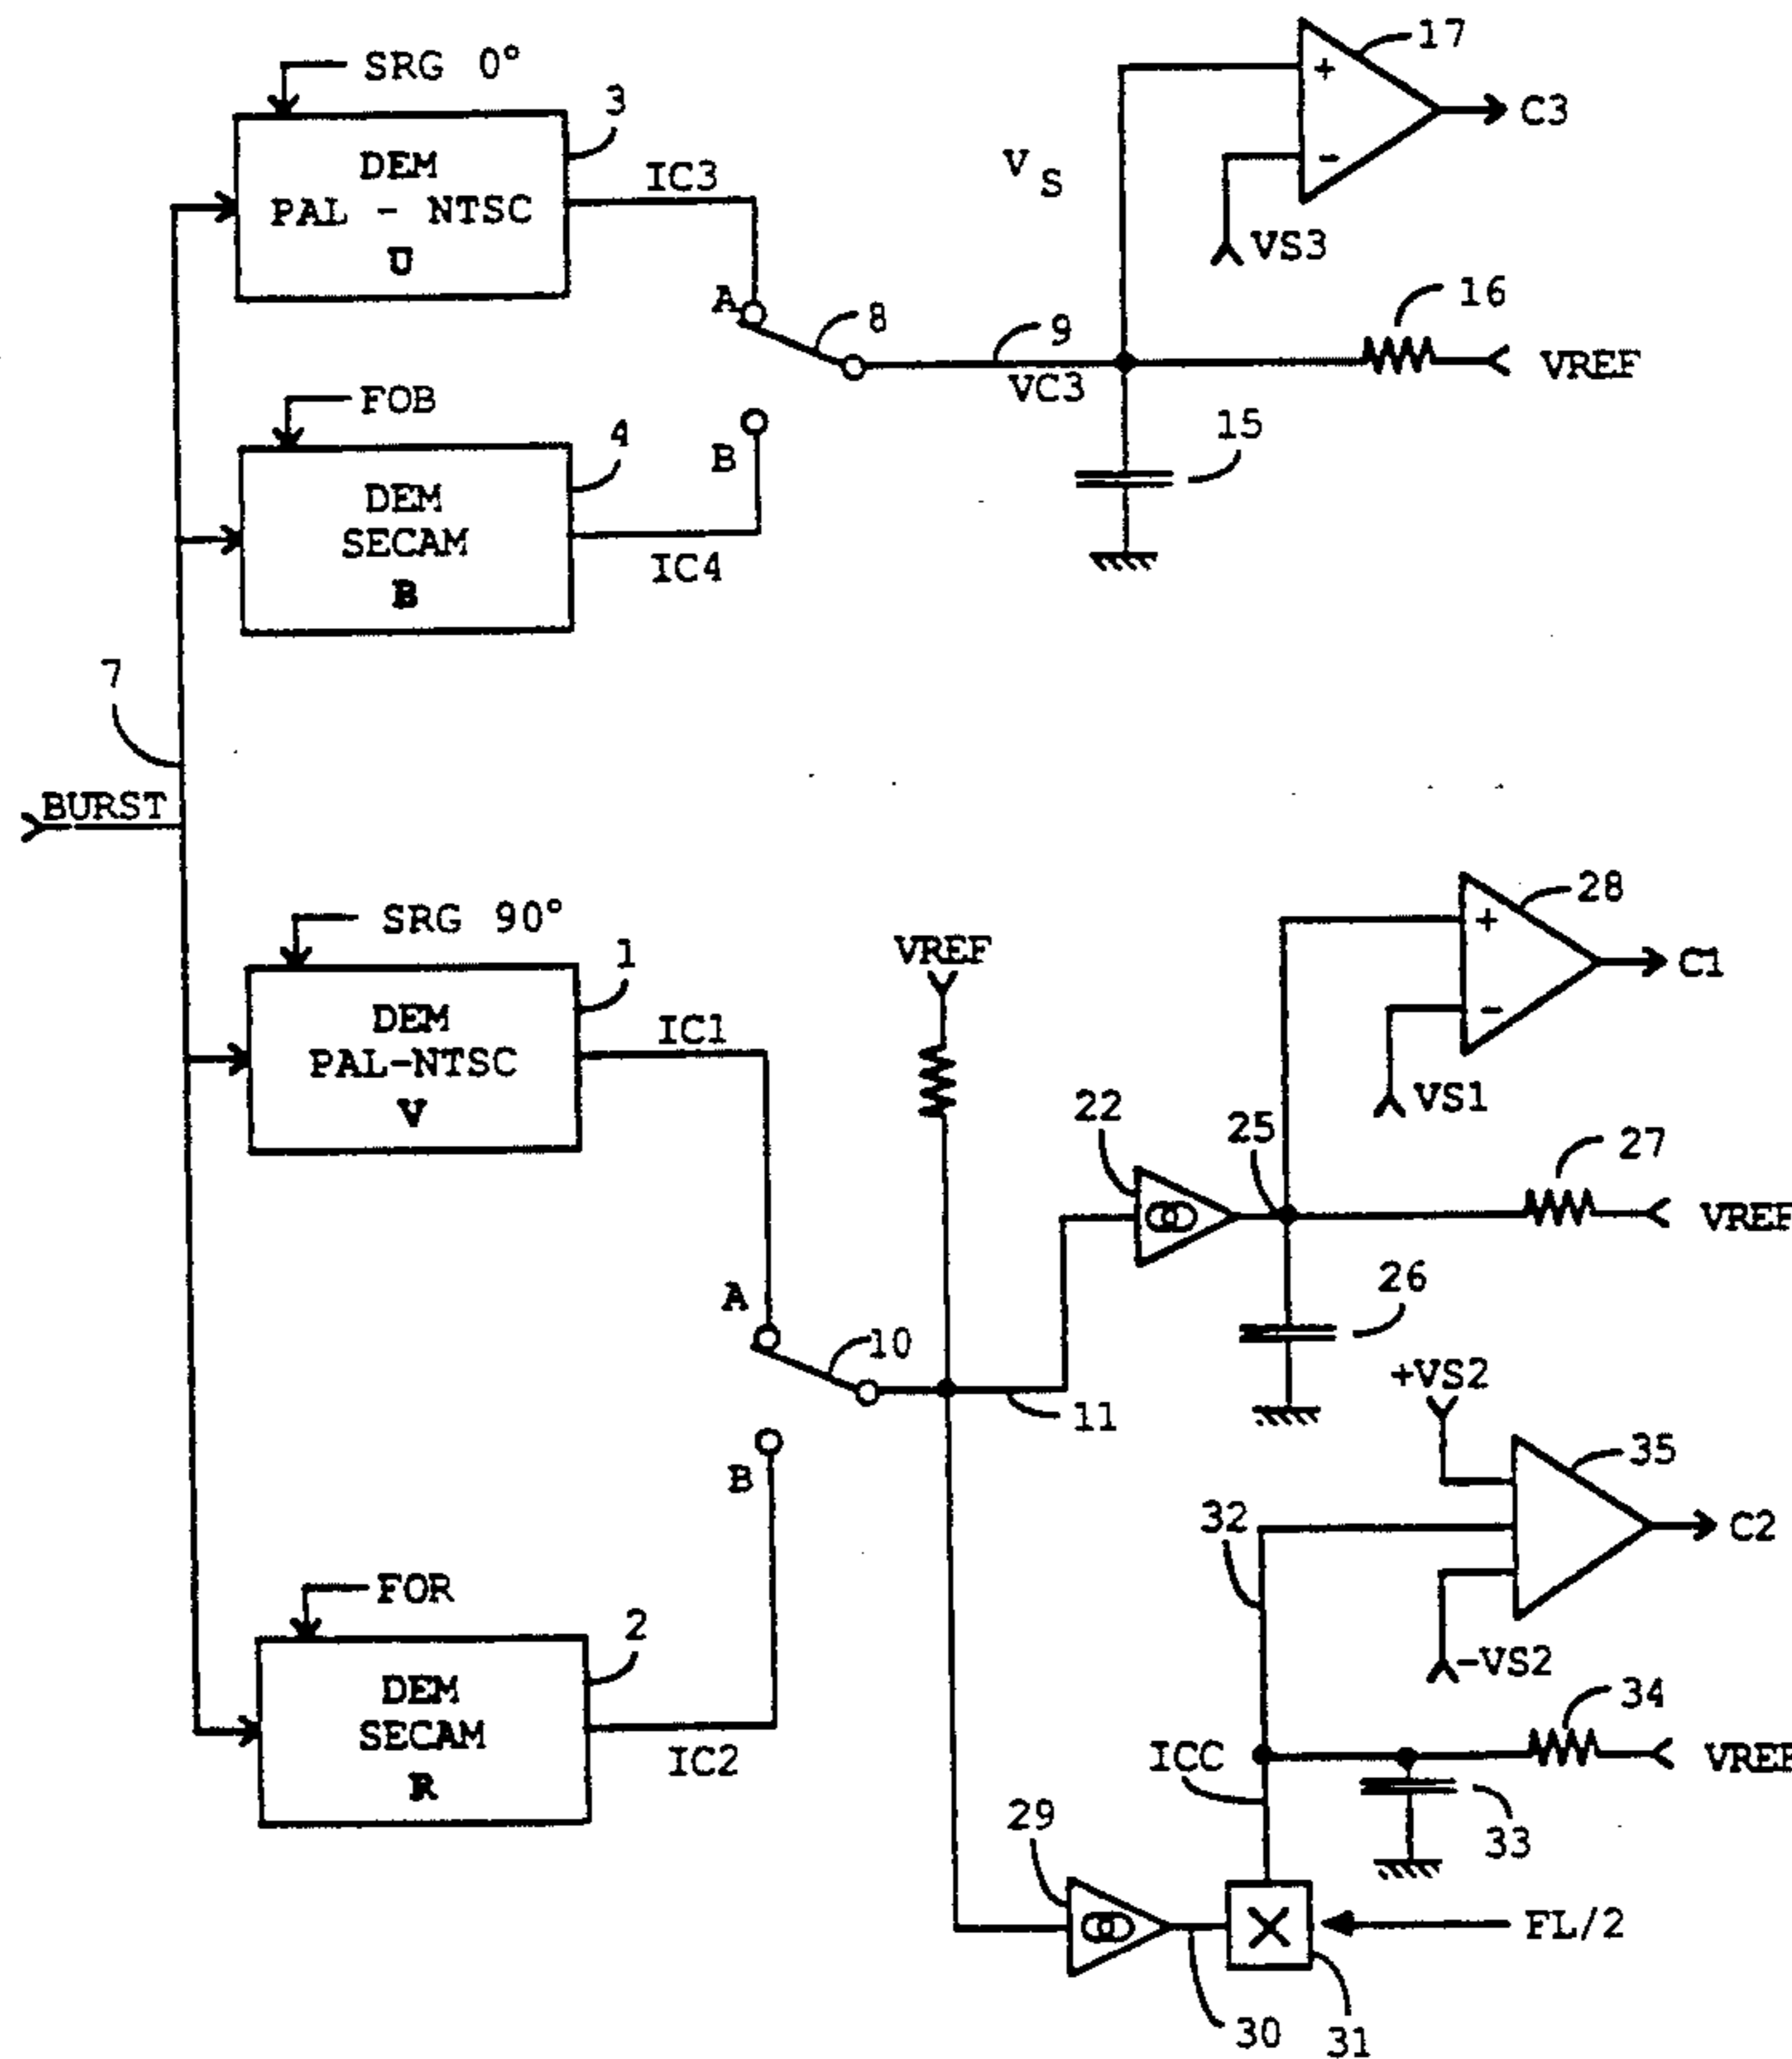 SRG 0°
3
DEM
PAL - NTSC
U
IC3
A
8
9
VC3
VS
17
+
-
C3
VS3
16
VREF
15
FOB
4
DEM
SECAM
B
IC4
B
7
BURST
SRG 90°
1
DEM
PAL-NTSC
V
IC1
A
10
VREF
11
22
25
28
+
-
C1
VS1
27
VREF
26
+VS2
35
32
C2
-VS2
34
VREF
33
ICC
B
FOR
2
DEM
SECAM
R
IC2
29
X
FL/2
30
31